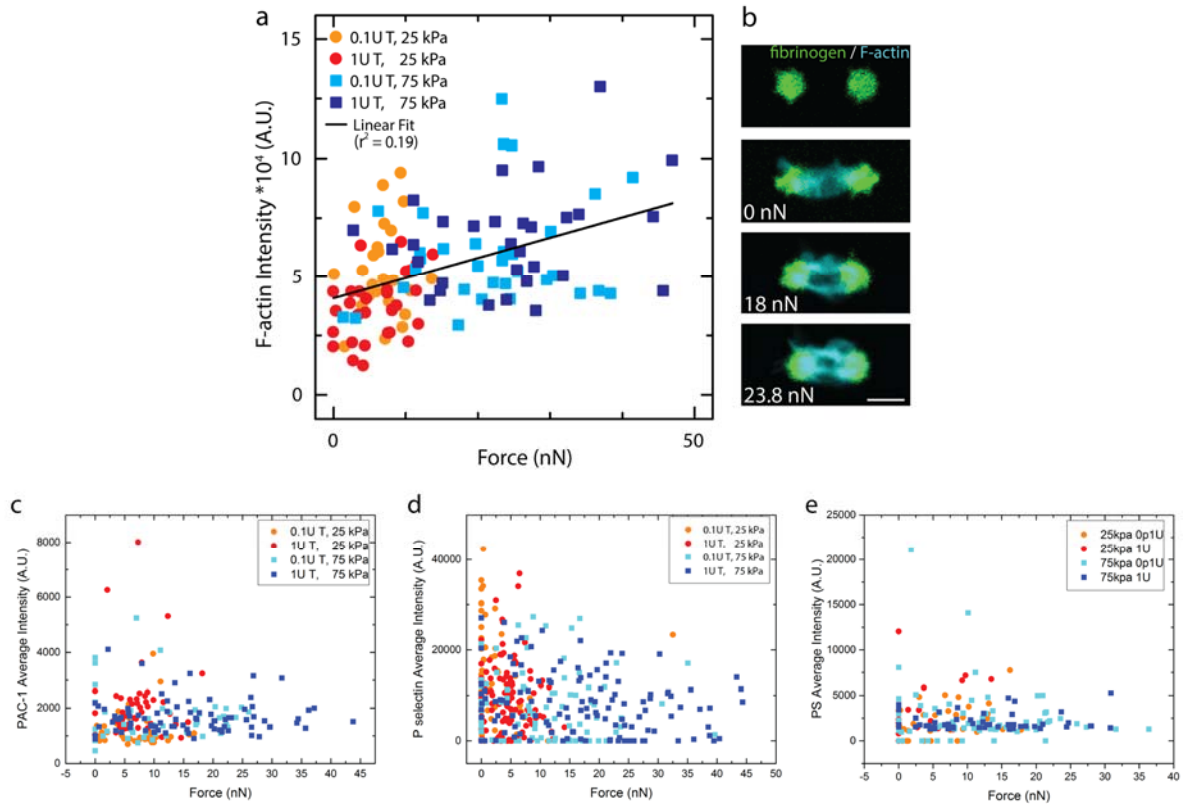 a
15
10
5
0
F-actin Intensity *10⁴ (A.U.)
0.1U T, 25 kPa
1U T, 25 kPa
0.1U T, 75 kPa
1U T, 75 kPa
Linear Fit
(r² = 0.19)
0 50
Force (nN)
b
fibrinogen / F-actin
0 nN
18 nN
23.8 nN
c
8000
6000
4000
2000
0
PAC-1 Average Intensity (A.U.)
0.1U T, 25 kPa
1U T, 25 kPa
0.1U T, 75 kPa
1U T, 75 kPa
-5 0 5 10 15 20 25 30 35 40 45
Force (nN)
d
40000
20000
0
P selectin Average Intensity (A.U.)
0.1U T, 25 kPa
1U T, 25 kPa
0.1U T, 75 kPa
1U T, 75 kPa
0 5 10 15 20 25 30 35 40 45 50
Force (nN)
e
25000
20000
15000
10000
5000
0
PS Average Intensity (A.U.)
25kpa 0p1U
25kpa 1U
75kpa 0p1U
75kpa 1U
-5 0 5 10 15 20 25 30 35 40
Force (nN)